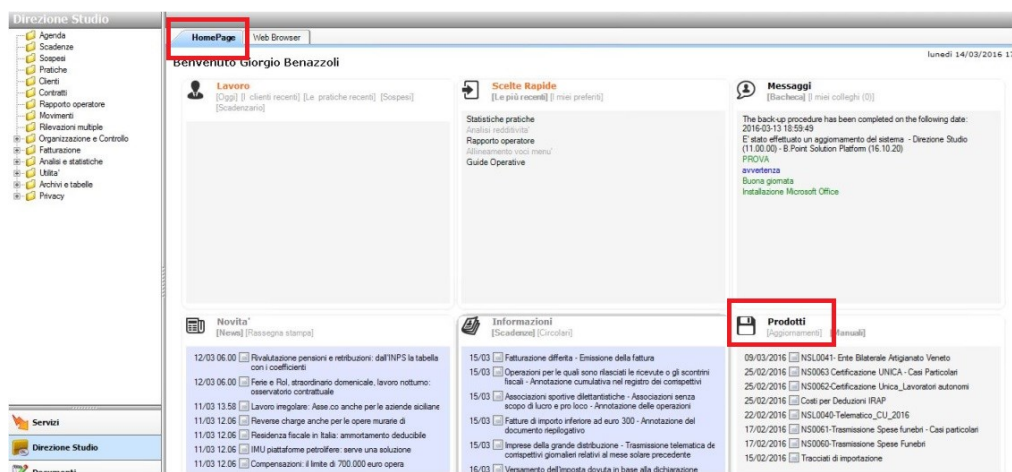 Direzione Studio
Agenda
Scadenze
Sospesi
Pratiche
Clienti
Contratti
Rapporto operatore
Movimenti
Rilevazioni multiple
Organizzazione e Controllo
Fatturazione
Analisi e statistiche
Utilita'
Archivi e tabelle
Privacy
Servizi
Direzione Studio
Documenti
HomePage
Web Browser
lunedì 14/03/2016
Benvenuto Giorgio Benazzoli
Lavoro
[Oggi] [I clienti recenti] [Le pratiche recenti] [Sospesi]
[Scadenzario]
Scelte Rapide
[Le più recenti] [I miei preferiti]
Statistiche pratiche
Analisi redditivita'
Rapporto operatore
Allineamento voci menu'
Guide Operative
Messaggi
[Bacheca] [I miei colleghi (0)]
The back-up procedure has been completed on the following date:
2016-03-13 18:59:49
E' stato effettuato un aggiornamento del sistema - Direzione Studio
(11.00.00) - B.Point Solution Platform (16.10.20)
PROVA
avvertenza
Buona giornata
Installazione Microsoft Office
Novita'
[News] [Rassegna stampa]
12/03 06.00 Rivalutazione pensioni e retribuzioni: dall'INPS la tabella
con i coefficienti
12/03 06.00 Ferie e Rol, straordinario domenicale, lavoro notturno:
osservatorio contrattuale
11/03 13.58 Lavoro irregolare: Asse.co anche per le aziende siciliane
11/03 12.06 Reverse charge anche per le opere murarie di
11/03 12.06 Residenza fiscale in Italia: ammortamento deducibile
11/03 12.06 IMU piattaforme petrolifere: serve una soluzione
11/03 12.06 Compensazioni: il limite di 700.000 euro opera
Informazioni
[Scadenze] [Circolari]
15/03 Fatturazione differita - Emissione della fattura
15/03 Operazioni per le quali sono rilasciati le ricevute o gli scontrini
fiscali - Annotazione cumulativa nel registro dei corrispettivi
15/03 Associazioni sportive dilettantistiche - Associazioni senza
scopo di lucro e pro loco - Annotazione delle operazioni
15/03 Fatture di importo inferiore ad euro 300 - Annotazione del
documento riepilogativo
15/03 Imprese della grande distribuzione - Trasmissione telematica dei
corrispettivi giornalieri relativi al mese solare precedente
16/03 Versamento dell'imposta dovuta in base alla dichiarazione
Prodotti
[Aggiornamenti] [Manuali]
09/03/2016 NSL0041- Ente Bilaterale Artigianato Veneto
25/02/2016 NS0063 Certificazione UNICA - Casi Particolari
25/02/2016 NS0062-Certificazione Unica_Lavoratori autonomi
25/02/2016 Costi per Deduzioni IRAP
22/02/2016 NSL0040-Telematico_CU_2016
17/02/2016 NS0061-Trasmissione Spese funebri - Casi particolari
17/02/2016 NS0060-Trasmissione Spese Funebri
15/02/2016 Tracciati di importazione